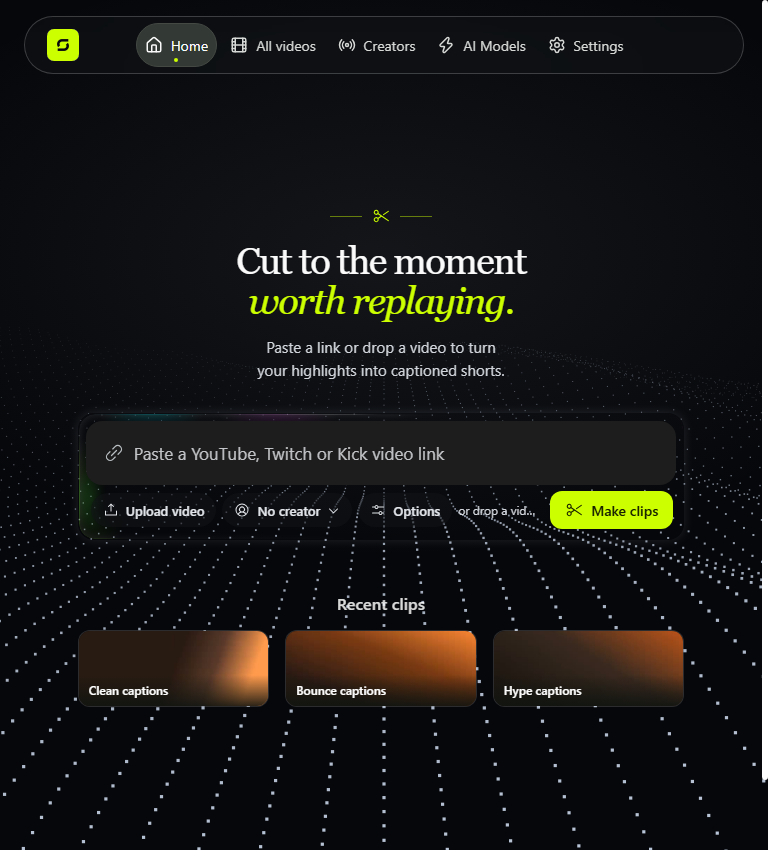 Home
All videos
Creators
AI Models
Settings
Cut to the moment
worth replaying.
Paste a link or drop a video to turn
your highlights into captioned shorts.
Paste a YouTube, Twitch or Kick video link
Upload video
No creator
Options
or drop a vid...
Make clips
Recent clips
Clean captions
Bounce captions
Hype captions